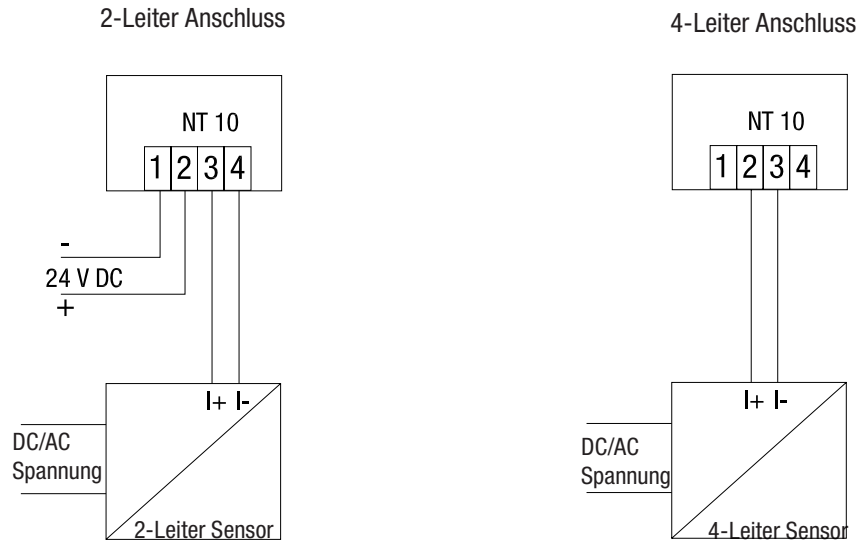 2-Leiter Anschluss
NT 10
1 2 3 4
-
24 V DC
+
I+ I-
DC/AC
Spannung
2-Leiter Sensor
4-Leiter Anschluss
NT 10
1 2 3 4
I+ I-
DC/AC
Spannung
4-Leiter Sensor